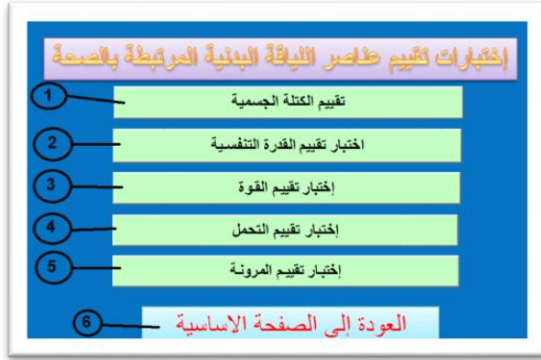 إختبارات تقييم عناصر اللياقة البدنية المرتبطة بالصحة
1 تقييم الكتلة الجسمية
2 اختبار تقييم القدرة التنفسية
3 إختبار تقييم القوة
4 إختبار تقييم التحمل
5 إختبار تقييم المرونة
6 العودة إلى الصفحة الاساسية